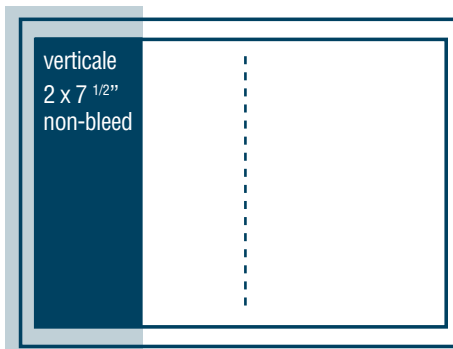 verticale
2 x 7 1/2”
non-bleed